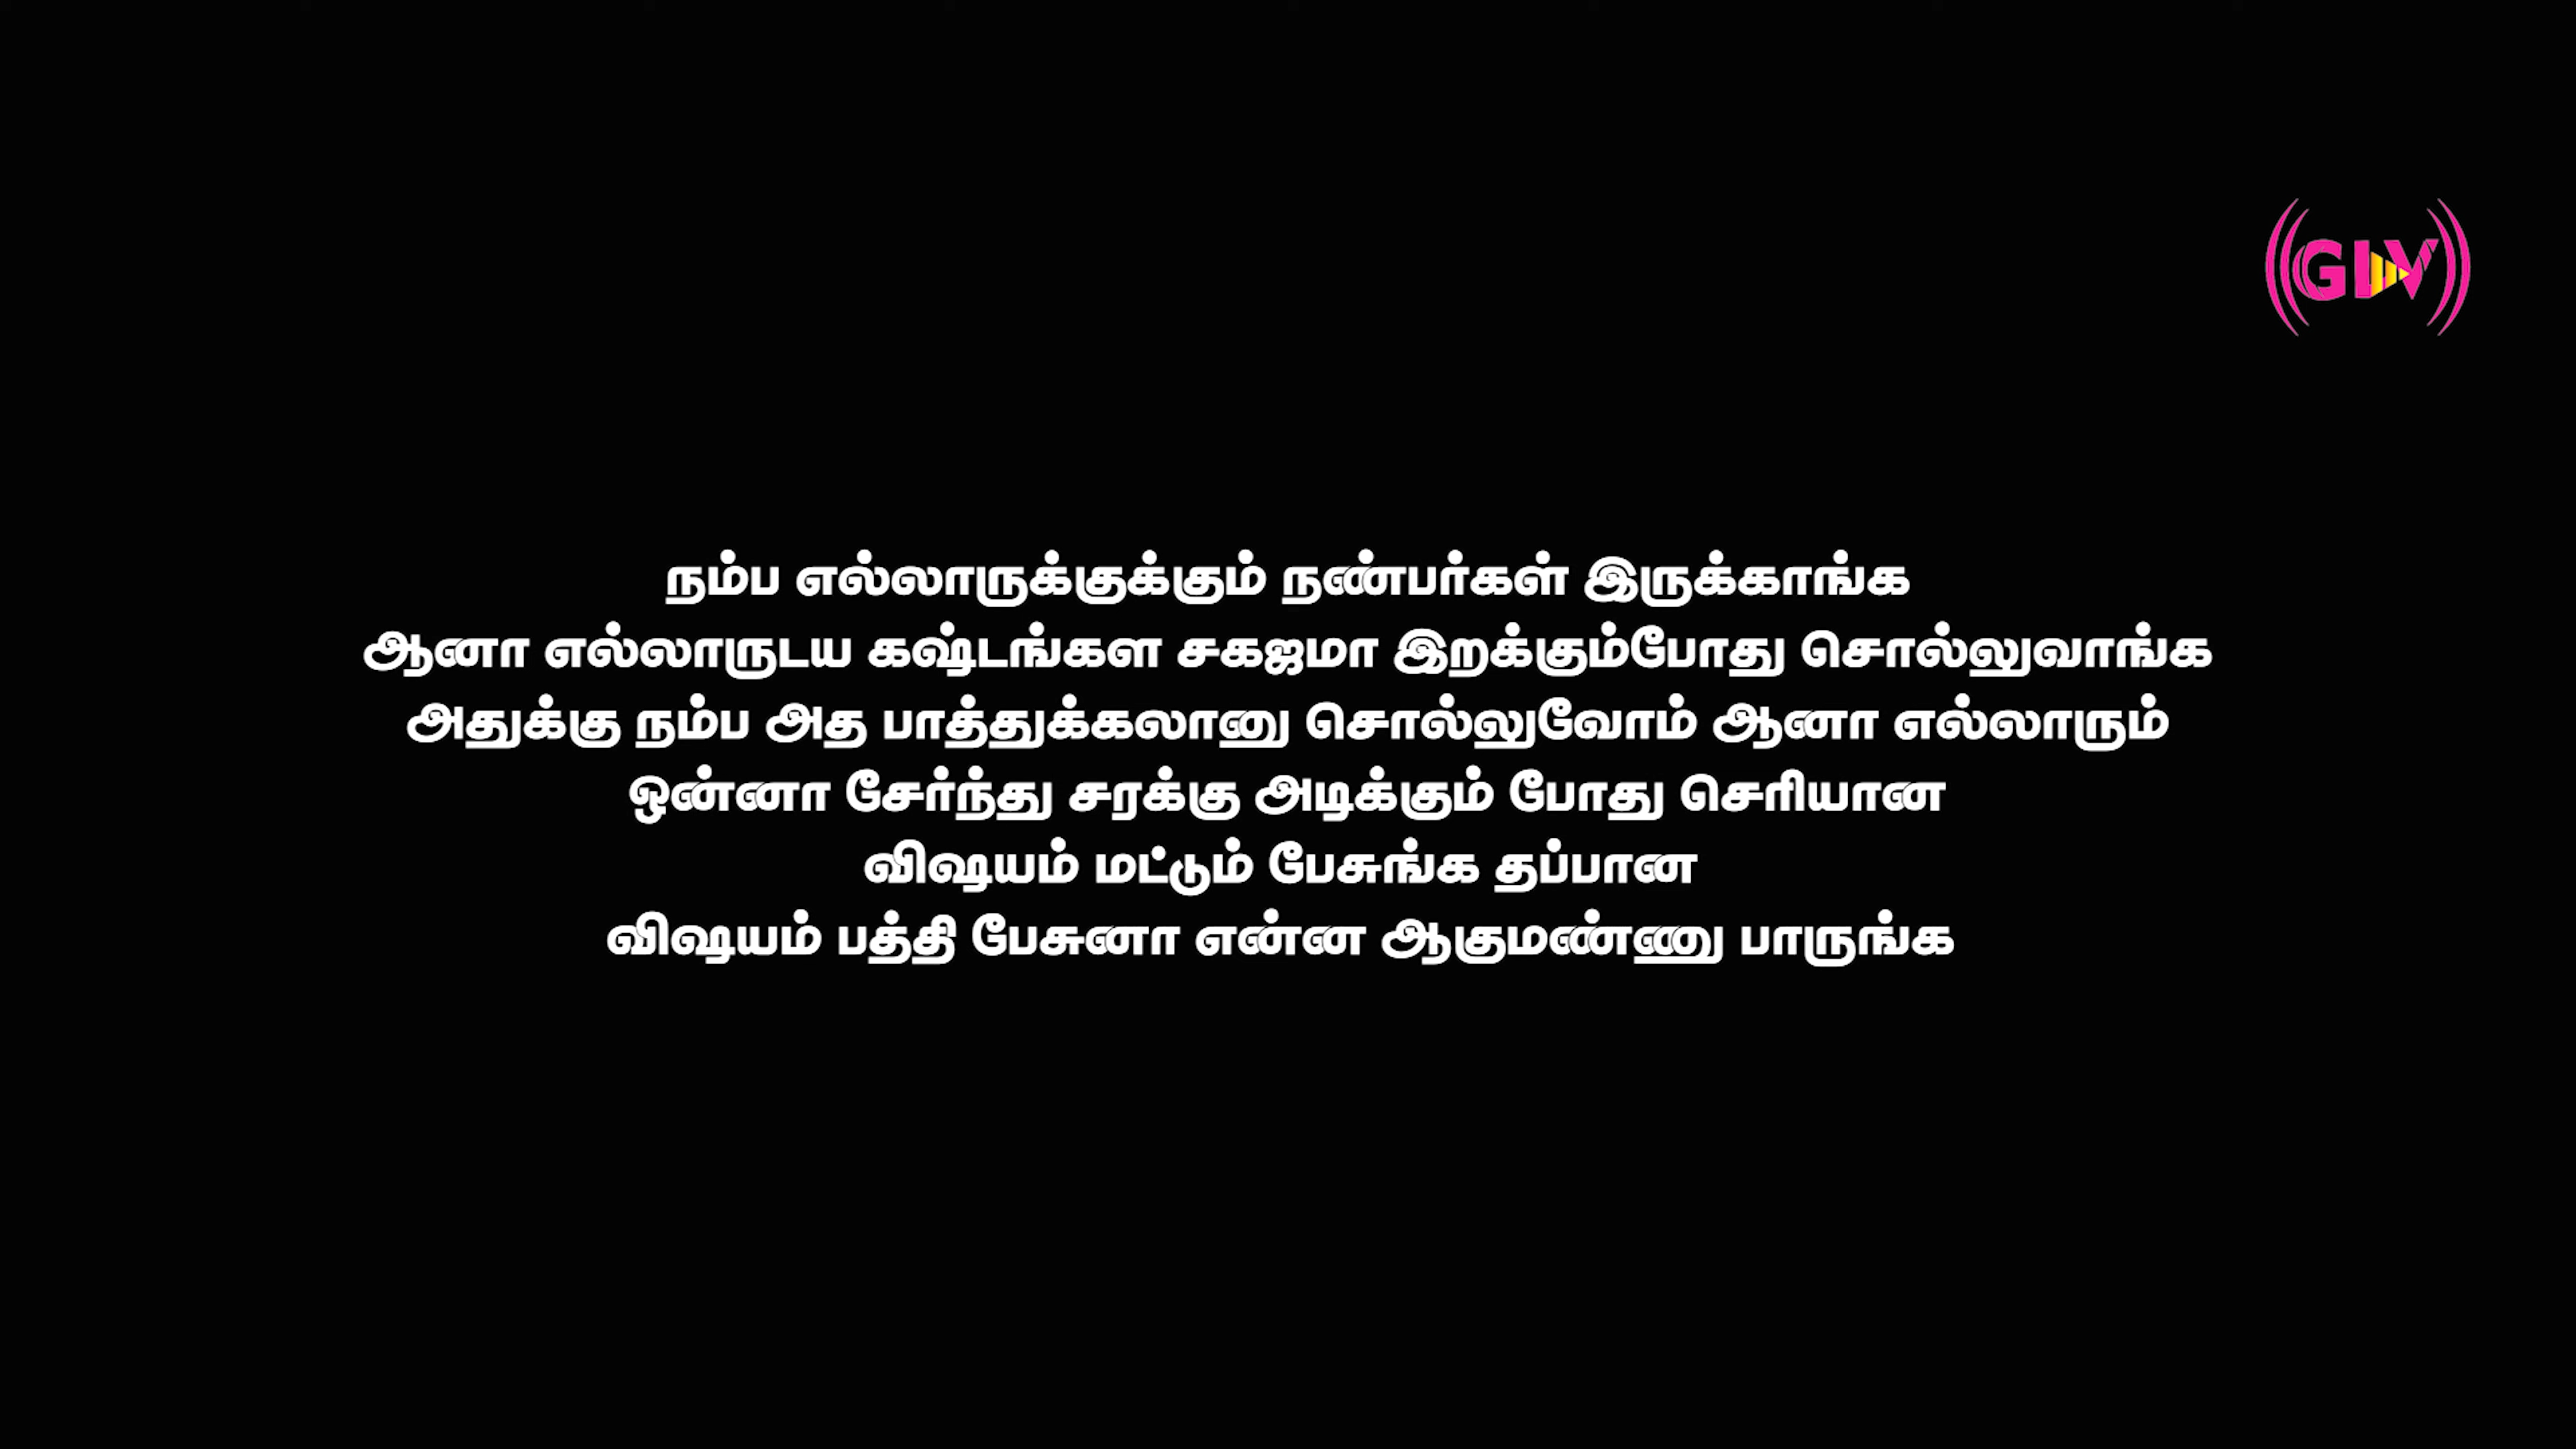 GLV
நம்ப எல்லாருக்குக்கும் நண்பர்கள் இருக்காங்க
ஆனா எல்லாருடய கஷ்டங்கள சகஜமா இறக்கும்போது சொல்லுவாங்க
அதுக்கு நம்ப அத பாத்துக்கலானு சொல்லுவோம் ஆனா எல்லாரும்
ஒன்னா சேர்ந்து சரக்கு அடிக்கும் போது செரியான
விஷயம் மட்டும் பேசுங்க தப்பான
விஷயம் பத்தி பேசுனா என்ன ஆகுமண்ணு பாருங்க